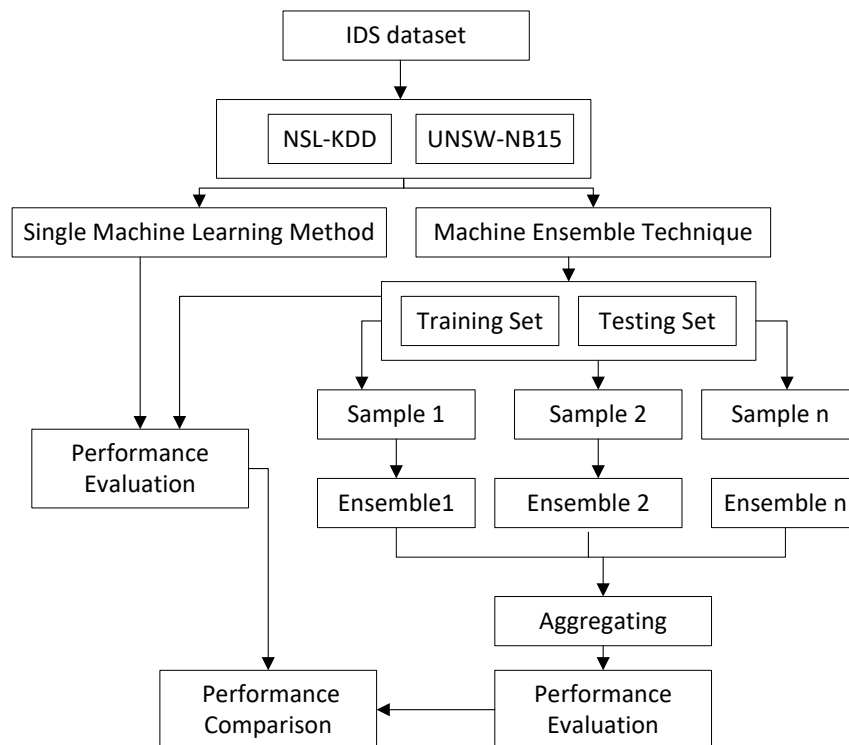 IDS dataset
NSL-KDD
UNSW-NB15
Single Machine Learning Method
Machine Ensemble Technique
Training Set
Testing Set
Sample 1
Sample 2
Sample n
Performance
Evaluation
Ensemble1
Ensemble 2
Ensemble n
Aggregating
Performance
Comparison
Performance
Evaluation